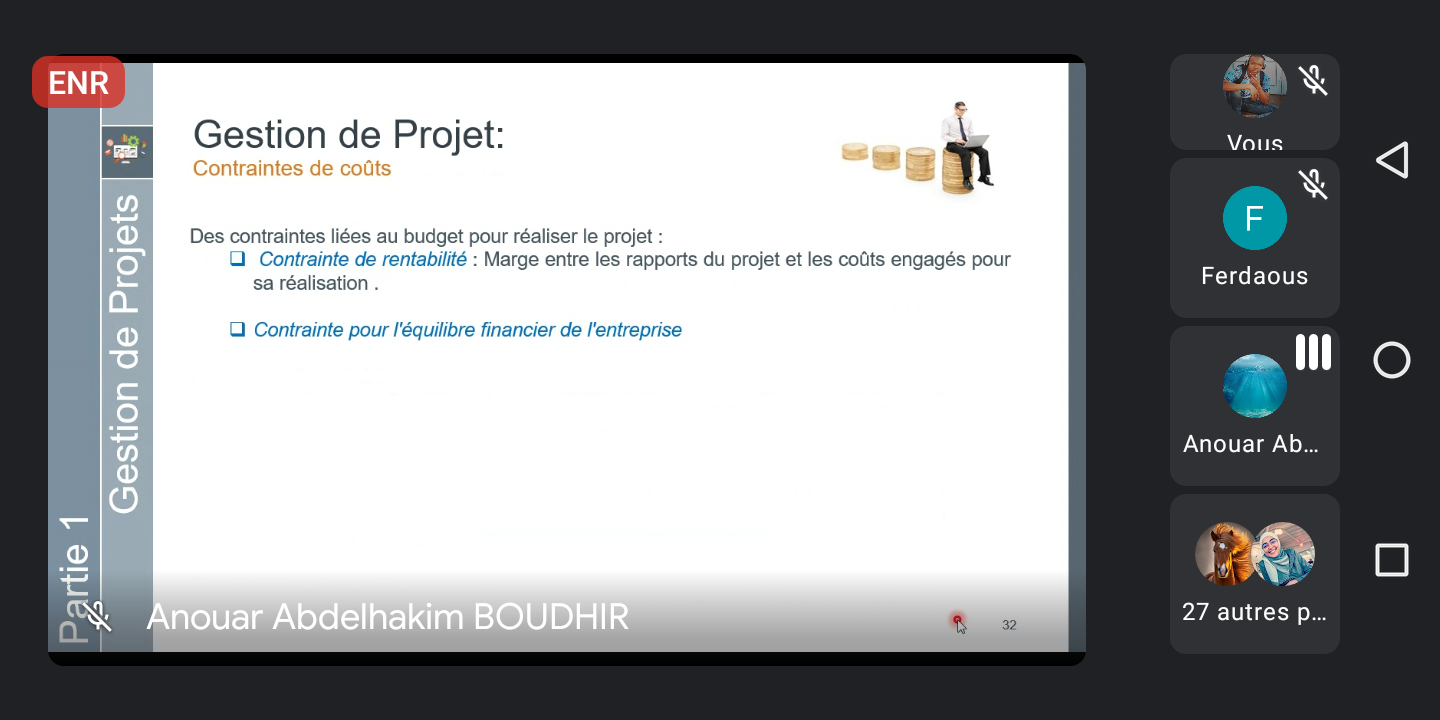 ENR
Partie 1
Gestion de Projets
Gestion de Projet:
Contraintes de coûts
Des contraintes liées au budget pour réaliser le projet :
❑ Contrainte de rentabilité : Marge entre les rapports du projet et les coûts engagés pour
sa réalisation .
❑ Contrainte pour l'équilibre financier de l'entreprise
Anouar Abdelhakim BOUDHIR
32
Vous
F
Ferdaous
Anouar Ab...
27 autres p...